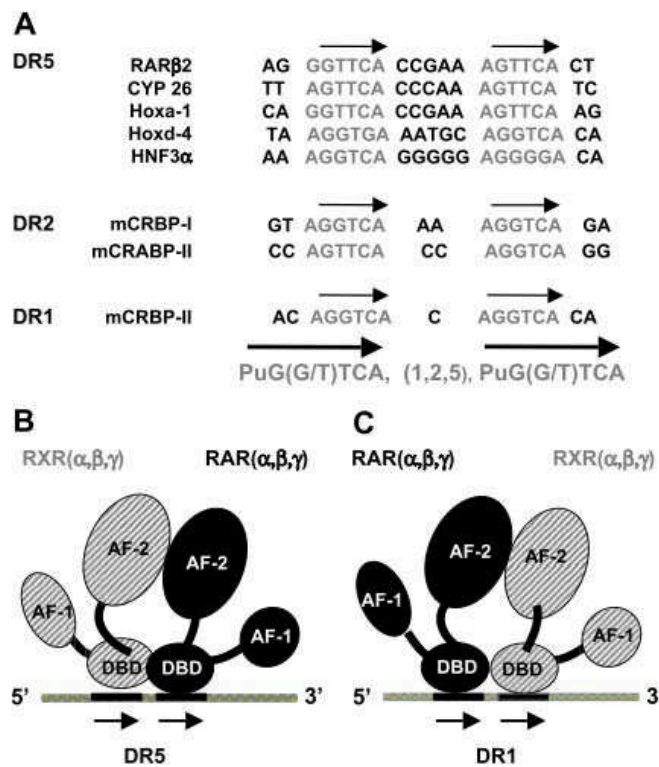 A
DR5
RARβ2 AG GGTTCA CCGAA AGTTCA CT
CYP 26 TT AGTTCA CCCAA AGTTCA TC
Hoxa-1 CA GGTTCA CCGAA AGTTCA AG
Hoxd-4 TA AGGTGA AATGC AGGTCA CA
HNF3α AA AGGTCA GGGGG AGGGGA CA
DR2 mCRBP-I GT AGGTCA AA AGGTCA GA
mCRABP-II CC AGTTCA CC AGGTCA GG
DR1 mCRBP-II AC AGGTCA C AGGTCA CA
PuG(G/T)TCA, (1,2,5), PuG(G/T)TCA
B
RXR(α,β,γ) RAR(α,β,γ)
AF-2 AF-2
AF-1 AF-1
DBD DBD
5' 3'
DR5
C
RAR(α,β,γ) RXR(α,β,γ)
AF-2 AF-2
AF-1 AF-1
DBD DBD
5' 3
DR1